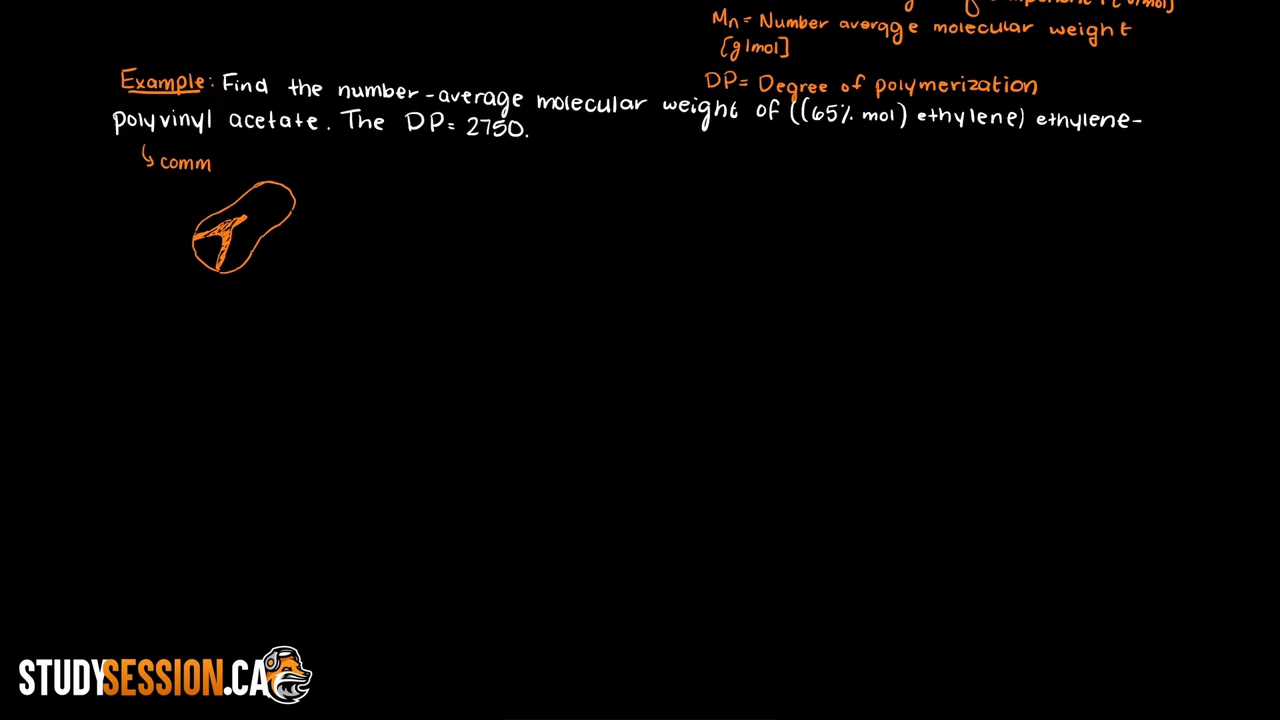 Mn = Number average molecular weight
[g/mol]
DP = Degree of polymerization
Example: Find the number-average molecular weight of ((65% mol) ethylene) ethylene-
polyvinyl acetate. The DP = 2750.
↳ comm
STUDYSESSION.CA